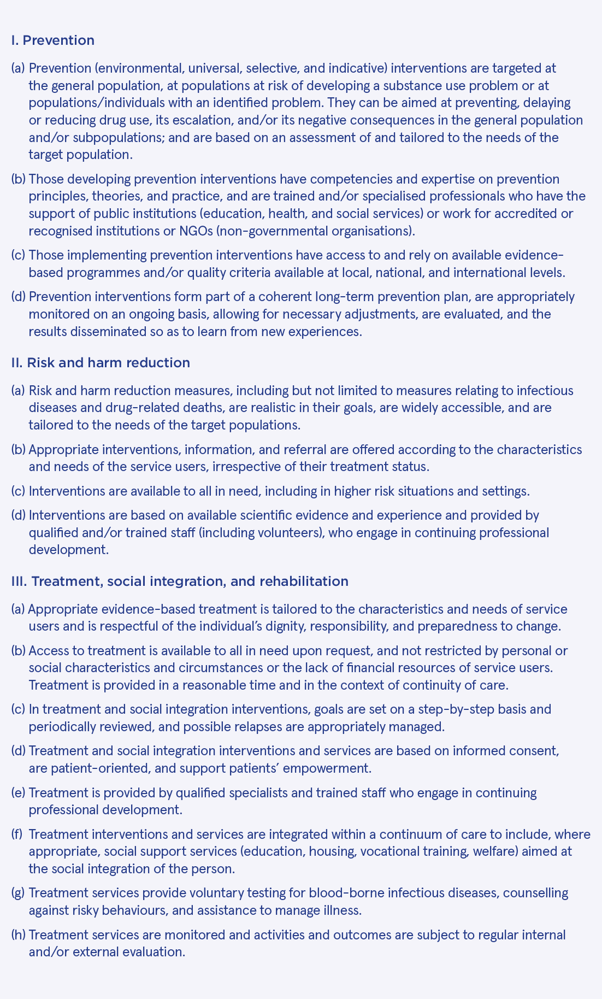 I. Prevention
(a) Prevention (environmental, universal, selective, and indicative) interventions are targeted at
the general population, at populations at risk of developing a substance use problem or at
populations/individuals with an identified problem. They can be aimed at preventing, delaying
or reducing drug use, its escalation, and/or its negative consequences in the general population
and/or subpopulations; and are based on an assessment of and tailored to the needs of the
target population.
(b) Those developing prevention interventions have competencies and expertise on prevention
principles, theories, and practice, and are trained and/or specialised professionals who have the
support of public institutions (education, health, and social services) or work for accredited or
recognised institutions or NGOs (non-governmental organisations).
(c) Those implementing prevention interventions have access to and rely on available evidence-
based programmes and/or quality criteria available at local, national, and international levels.
(d) Prevention interventions form part of a coherent long-term prevention plan, are appropriately
monitored on an ongoing basis, allowing for necessary adjustments, are evaluated, and the
results disseminated so as to learn from new experiences.
II. Risk and harm reduction
(a) Risk and harm reduction measures, including but not limited to measures relating to infectious
diseases and drug-related deaths, are realistic in their goals, are widely accessible, and are
tailored to the needs of the target populations.
(b) Appropriate interventions, information, and referral are offered according to the characteristics
and needs of the service users, irrespective of their treatment status.
(c) Interventions are available to all in need, including in higher risk situations and settings.
(d) Interventions are based on available scientific evidence and experience and provided by
qualified and/or trained staff (including volunteers), who engage in continuing professional
development.
III. Treatment, social integration, and rehabilitation
(a) Appropriate evidence-based treatment is tailored to the characteristics and needs of service
users and is respectful of the individual's dignity, responsibility, and preparedness to change.
(b) Access to treatment is available to all in need upon request, and not restricted by personal or
social characteristics and circumstances or the lack of financial resources of service users.
Treatment is provided in a reasonable time and in the context of continuity of care.
(c) In treatment and social integration interventions, goals are set on a step-by-step basis and
periodically reviewed, and possible relapses are appropriately managed.
(d) Treatment and social integration interventions and services are based on informed consent,
are patient-oriented, and support patients' empowerment.
(e) Treatment is provided by qualified specialists and trained staff who engage in continuing
professional development.
(f) Treatment interventions and services are integrated within a continuum of care to include, where
appropriate, social support services (education, housing, vocational training, welfare) aimed at
the social integration of the person.
(g) Treatment services provide voluntary testing for blood-borne infectious diseases, counselling
against risky behaviours, and assistance to manage illness.
(h) Treatment services are monitored and activities and outcomes are subject to regular internal
and/or external evaluation.